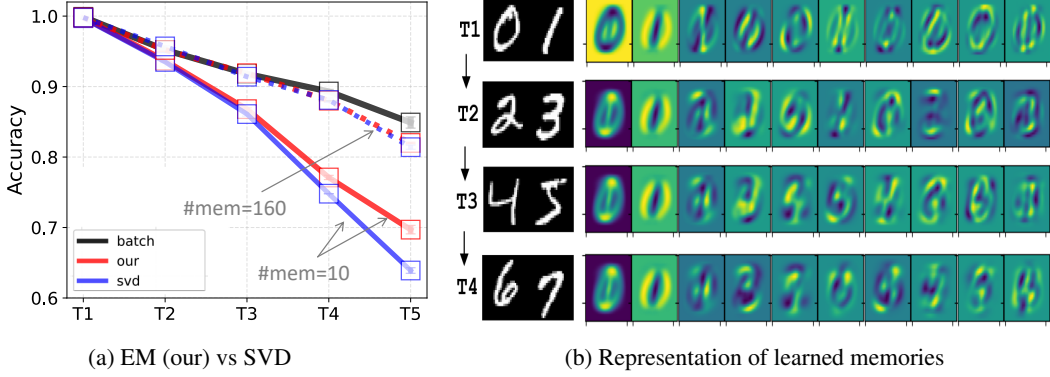 1.0
0.9
0.8
0.7
0.6
Accuracy
#mem=160
#mem=10
batch
our
svd
T1 T2 T3 T4 T5
(a) EM (our) vs SVD
T1
0 1
T2
2 3
T3
4 5
T4
6 7
(b) Representation of learned memories